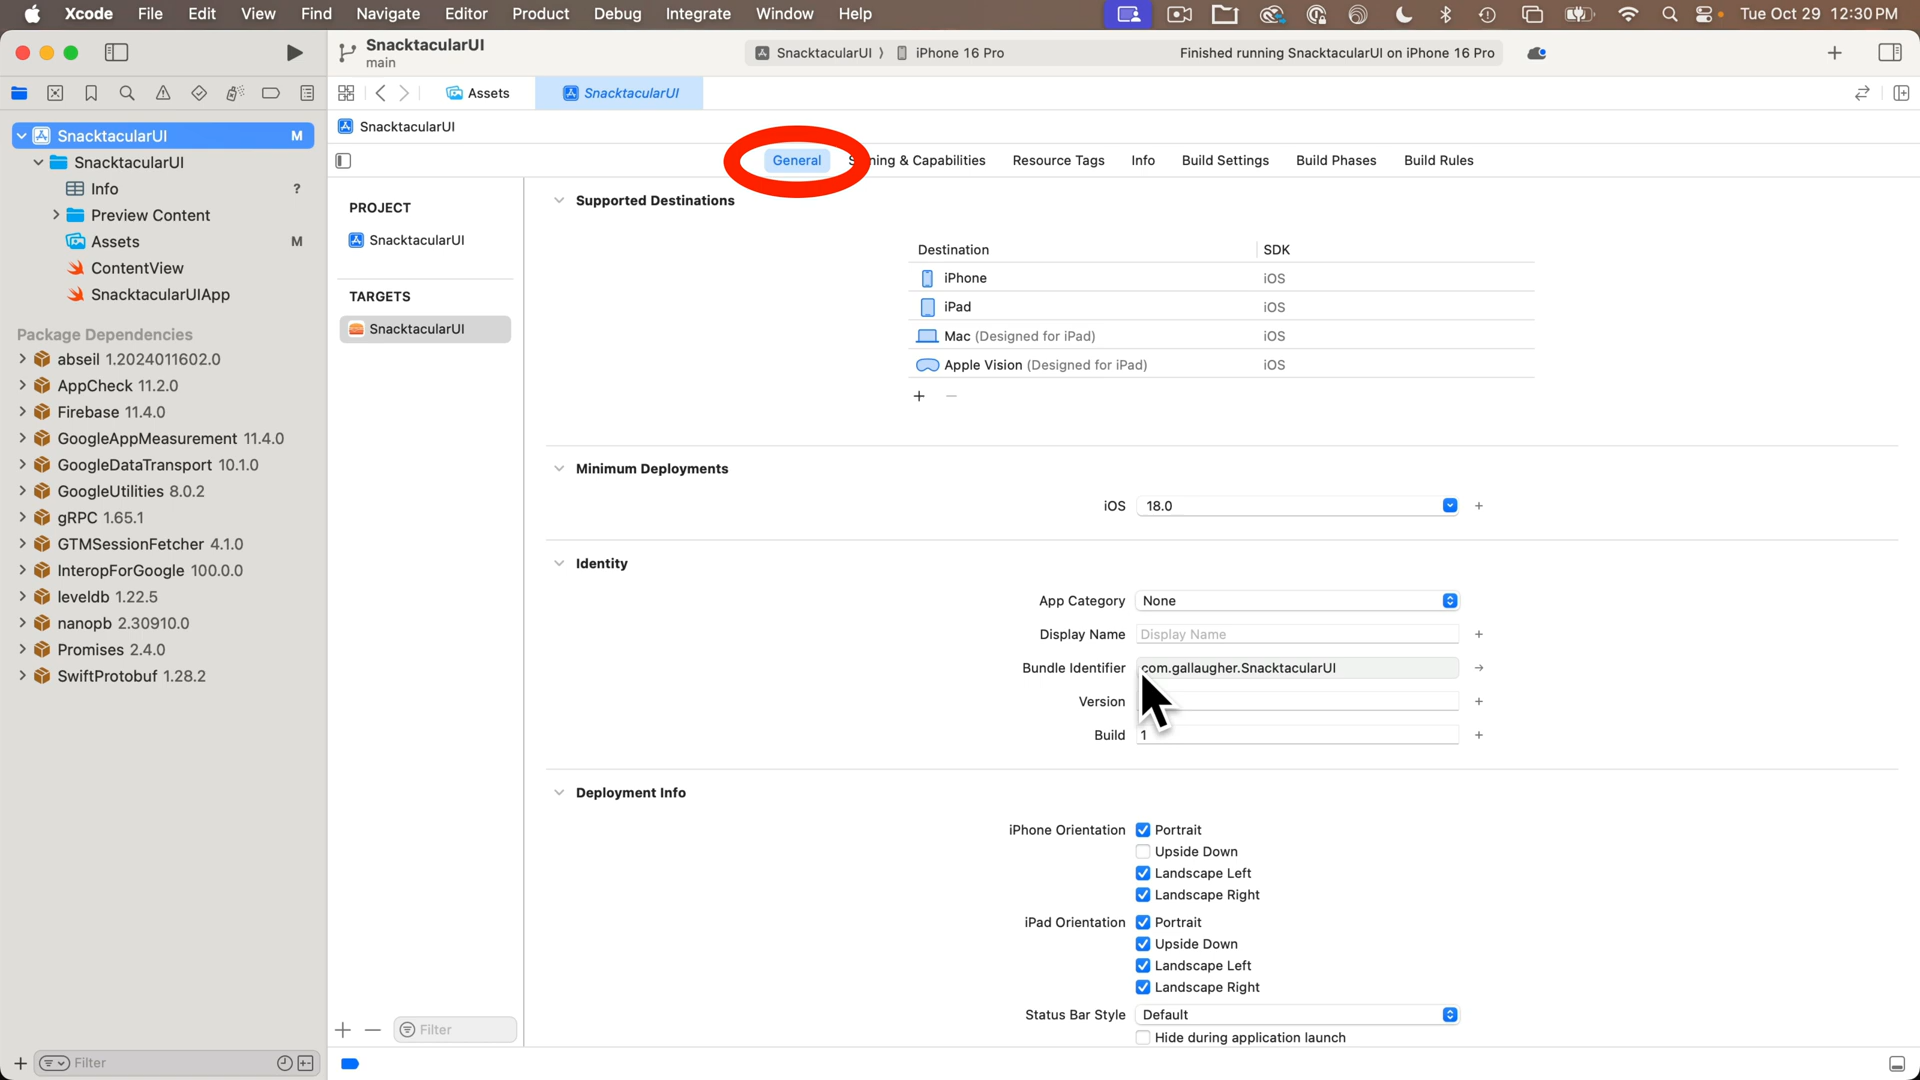 Xcode File Edit View Find Navigate Editor Product Debug Integrate Window Help Tue Oct 29 12:30 PM
SnacktacularUI
main
SnacktacularUI iPhone 16 Pro
Finished running SnacktacularUI on iPhone 16 Pro
Assets SnacktacularUI
SnacktacularUI
General & Capabilities Resource Tags Info Build Settings Build Phases Build Rules
SnacktacularUI M
SnacktacularUI
Info ?
Preview Content
Assets M
ContentView
SnacktacularUIApp
Package Dependencies
abseil 1.2024011602.0
AppCheck 11.2.0
Firebase 11.4.0
GoogleAppMeasurement 11.4.0
GoogleDataTransport 10.1.0
GoogleUtilities 8.0.2
gRPC 1.65.1
GTMSessionFetcher 4.1.0
InteropForGoogle 100.0.0
leveldb 1.22.5
nanopb 2.30910.0
Promises 2.4.0
SwiftProtobuf 1.28.2
Filter
PROJECT
SnacktacularUI
TARGETS
SnacktacularUI
Filter
Supported Destinations
Destination SDK
iPhone iOS
iPad iOS
Mac (Designed for iPad) iOS
Apple Vision (Designed for iPad) iOS
Minimum Deployments
iOS 18.0
Identity
App Category None
Display Name Display Name
Bundle Identifier com.gallaugher.SnacktacularUI
Version
Build 1
Deployment Info
iPhone Orientation Portrait
Upside Down
Landscape Left
Landscape Right
iPad Orientation Portrait
Upside Down
Landscape Left
Landscape Right
Status Bar Style Default
Hide during application launch